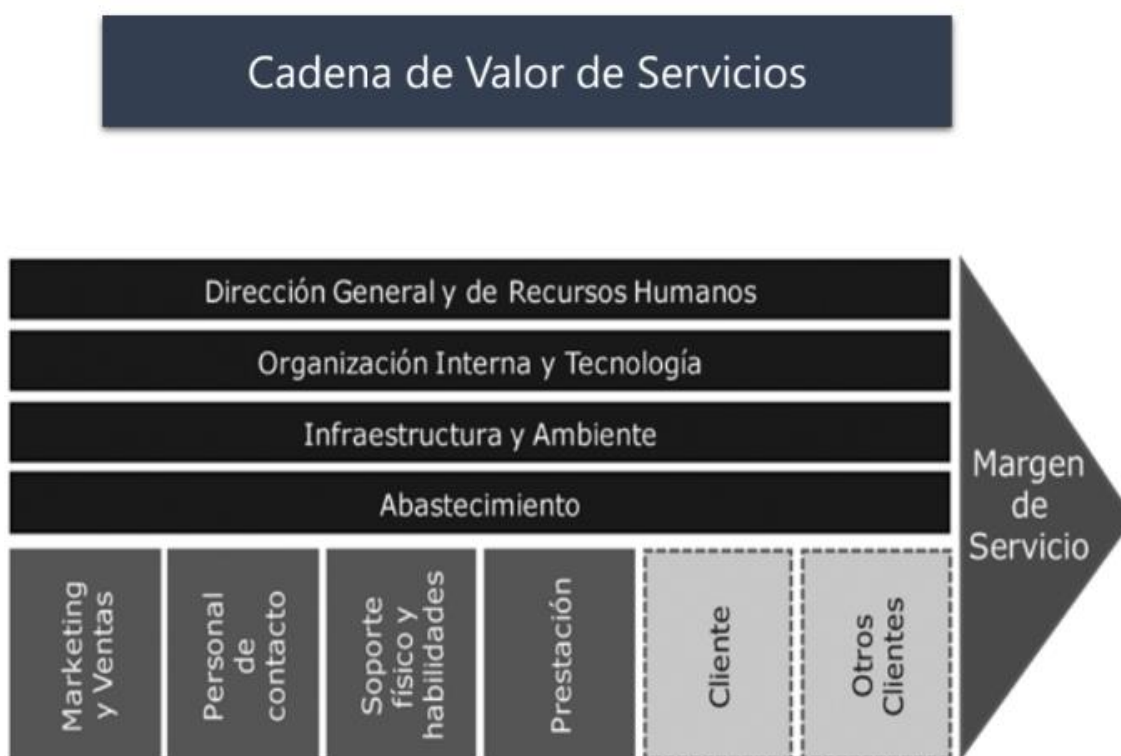 Cadena de Valor de Servicios
Dirección General y de Recursos Humanos
Organización Interna y Tecnología
Infraestructura y Ambiente
Abastecimiento
Margen
de
Servicio
Marketing
y Ventas
Personal
de
contacto
Soporte
físico y
habilidades
Prestación
Cliente
Otros
Clientes